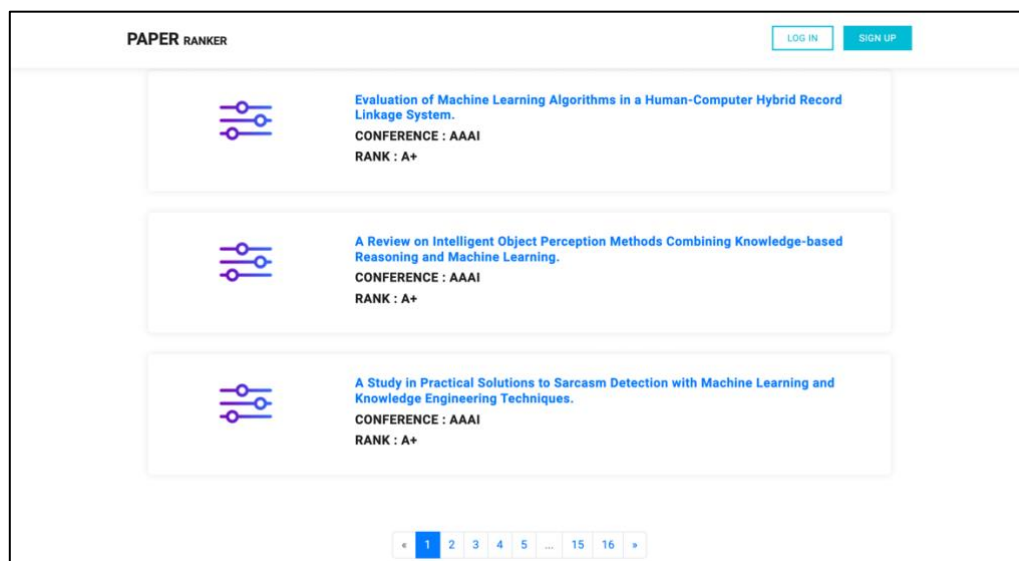 PAPER RANKER
LOG IN
SIGN UP
Evaluation of Machine Learning Algorithms in a Human-Computer Hybrid Record
Linkage System.
CONFERENCE : AAAI
RANK : A+
A Review on Intelligent Object Perception Methods Combining Knowledge-based
Reasoning and Machine Learning.
CONFERENCE : AAAI
RANK : A+
A Study in Practical Solutions to Sarcasm Detection with Machine Learning and
Knowledge Engineering Techniques.
CONFERENCE : AAAI
RANK : A+
« 1 2 3 4 5 ... 15 16 »